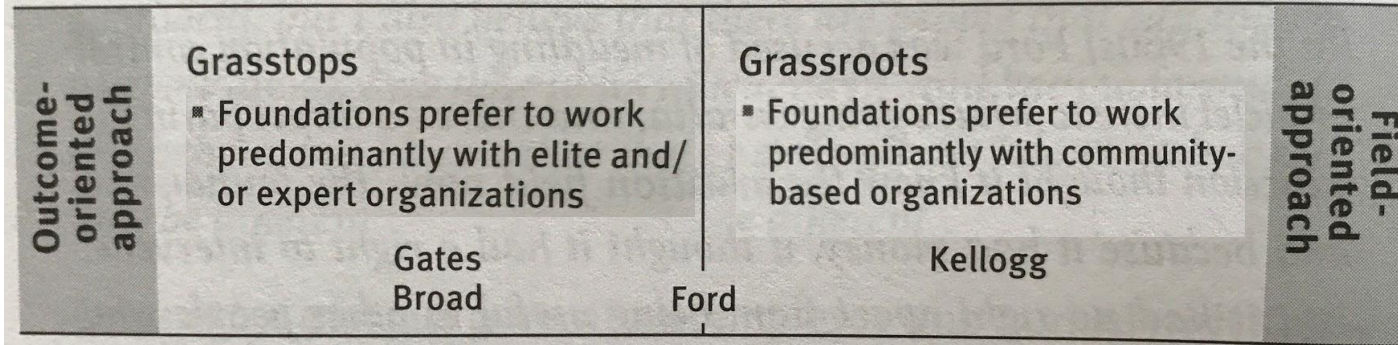 Outcome-
oriented
approach
Grasstops
▪ Foundations prefer to work
predominantly with elite and/
or expert organizations
Gates
Broad
Ford
Grassroots
▪ Foundations prefer to work
predominantly with community-
based organizations
Kellogg
Field-
oriented
approach